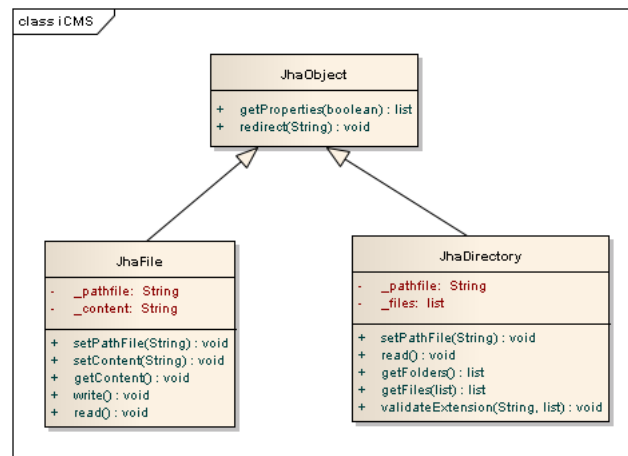 class iCMS
JhaObject
+ getProperties(boolean) : list
+ redirect(String) : void
JhaFile
- _pathfile: String
- _content: String
+ setPathFile(String) : void
+ setContent(String) : void
+ getContent() : void
+ write() : void
+ read() : void
JhaDirectory
- _pathfile: String
- _files: list
+ setPathFile(String) : void
+ read() : void
+ getFolders() : list
+ getFiles(list) : list
+ validateExtension(String, list) : void